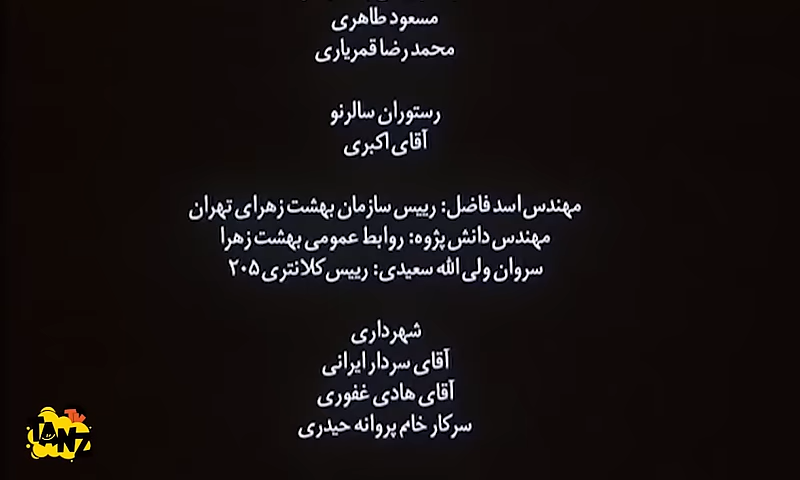 مسعود طاهری
محمدرضا قمریاری
رستوران سالرنو
آقای اکبری
مهندس اسد فاضل: رییس سازمان بهشت زهرای تهران
مهندس دانش پژوه: روابط عمومی بهشت زهرا
سروان ولی الله سعیدی: رییس کلانتری ۲۰۵
شهرداری
آقای سردار ایرانی
آقای هادی غفوری
سرکار خانم پروانه حیدری